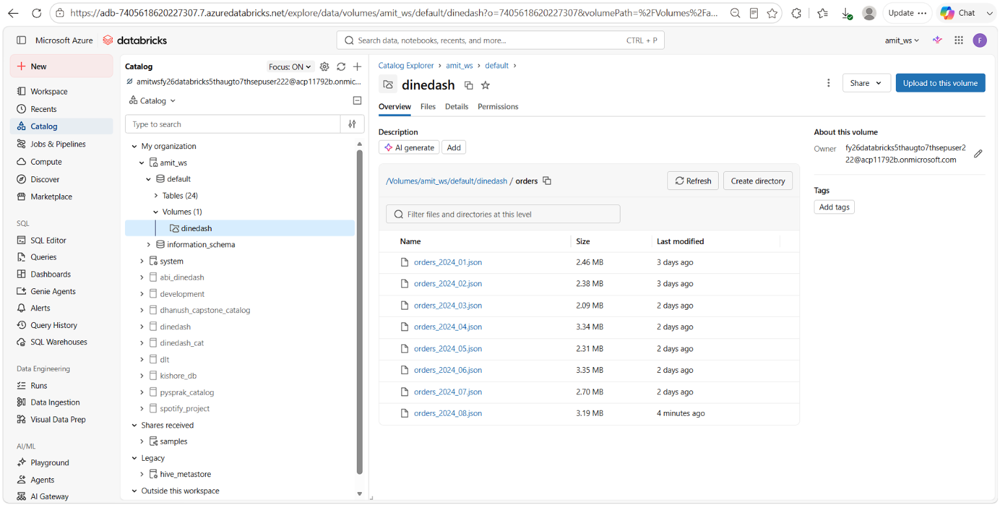 https://adb-7405618620227307.7.azuredatabricks.net/explore/data/volumes/amit_ws/default/dinedash?o=7405618620227307&volumePath=%2FVolumes%2Fa...
Update
Chat
Microsoft Azure
databricks
Search data, notebooks, recents, and more...
CTRL + P
amit_ws
F
New
Workspace
Recents
Catalog
Jobs & Pipelines
Compute
Discover
Marketplace
SQL
SQL Editor
Queries
Dashboards
Genie Agents
Alerts
Query History
SQL Warehouses
Data Engineering
Runs
Data Ingestion
Visual Data Prep
AI/ML
Playground
Agents
AI Gateway
Catalog
Focus: ON
amitwsfy26databricks5thaugto7thsepuser222@acp11792b.onmic...
Catalog
Type to search
My organization
amit_ws
default
Tables (24)
Volumes (1)
dinedash
information_schema
system
abi_dinedash
development
dhanush_capstone_catalog
dinedash
dinedash_cat
dlt
kishore_db
pysprak_catalog
spotify_project
Shares received
samples
Legacy
hive_metastore
Outside this workspace
Catalog Explorer > amit_ws > default >
dinedash
Share
Upload to this volume
Overview Files Details Permissions
Description
AI generate
Add
/Volumes/amit_ws/default/dinedash / orders
Refresh
Create directory
Filter files and directories at this level
Name Size Last modified
orders_2024_01.json 2.46 MB 3 days ago
orders_2024_02.json 2.38 MB 3 days ago
orders_2024_03.json 2.09 MB 2 days ago
orders_2024_04.json 3.34 MB 2 days ago
orders_2024_05.json 2.31 MB 2 days ago
orders_2024_06.json 3.35 MB 2 days ago
orders_2024_07.json 2.70 MB 2 days ago
orders_2024_08.json 3.19 MB 4 minutes ago
About this volume
Owner fy26databricks5thaugto7thsepuser2
22@acp11792b.onmicrosoft.com
Tags
Add tags